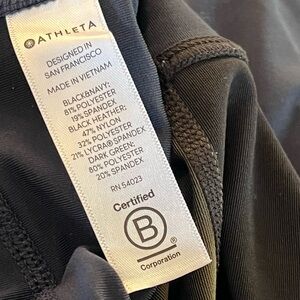 ATHLETA
DESIGNED IN
SAN FRANCISCO
MADE IN VIETNAM
BLACK&NAVY:
81% POLYESTER
19% SPANDEX
BLACK HEATHER:
47% NYLON
32% POLYESTER
21% LYCRA® SPANDEX
DARK GREEN:
80% POLYESTER
20% SPANDEX
RN 54023
Certified
B
®
Corporation